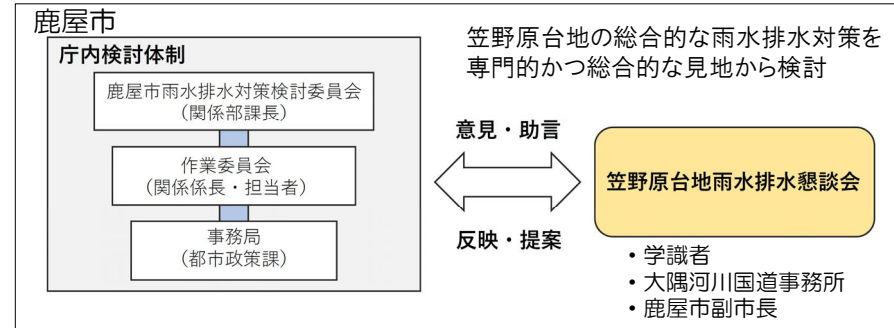 鹿屋市
庁内検討体制
鹿屋市雨水排水対策検討委員会
（関係部課長）
作業委員会
（関係係長・担当者）
事務局
（都市政策課）
笠野原台地の総合的な雨水排水対策を
専門的かつ総合的な見地から検討
意見・助言
反映・提案
笠野原台地雨水排水懇談会
・学識者
・大隅河川国道事務所
・鹿屋市副市長